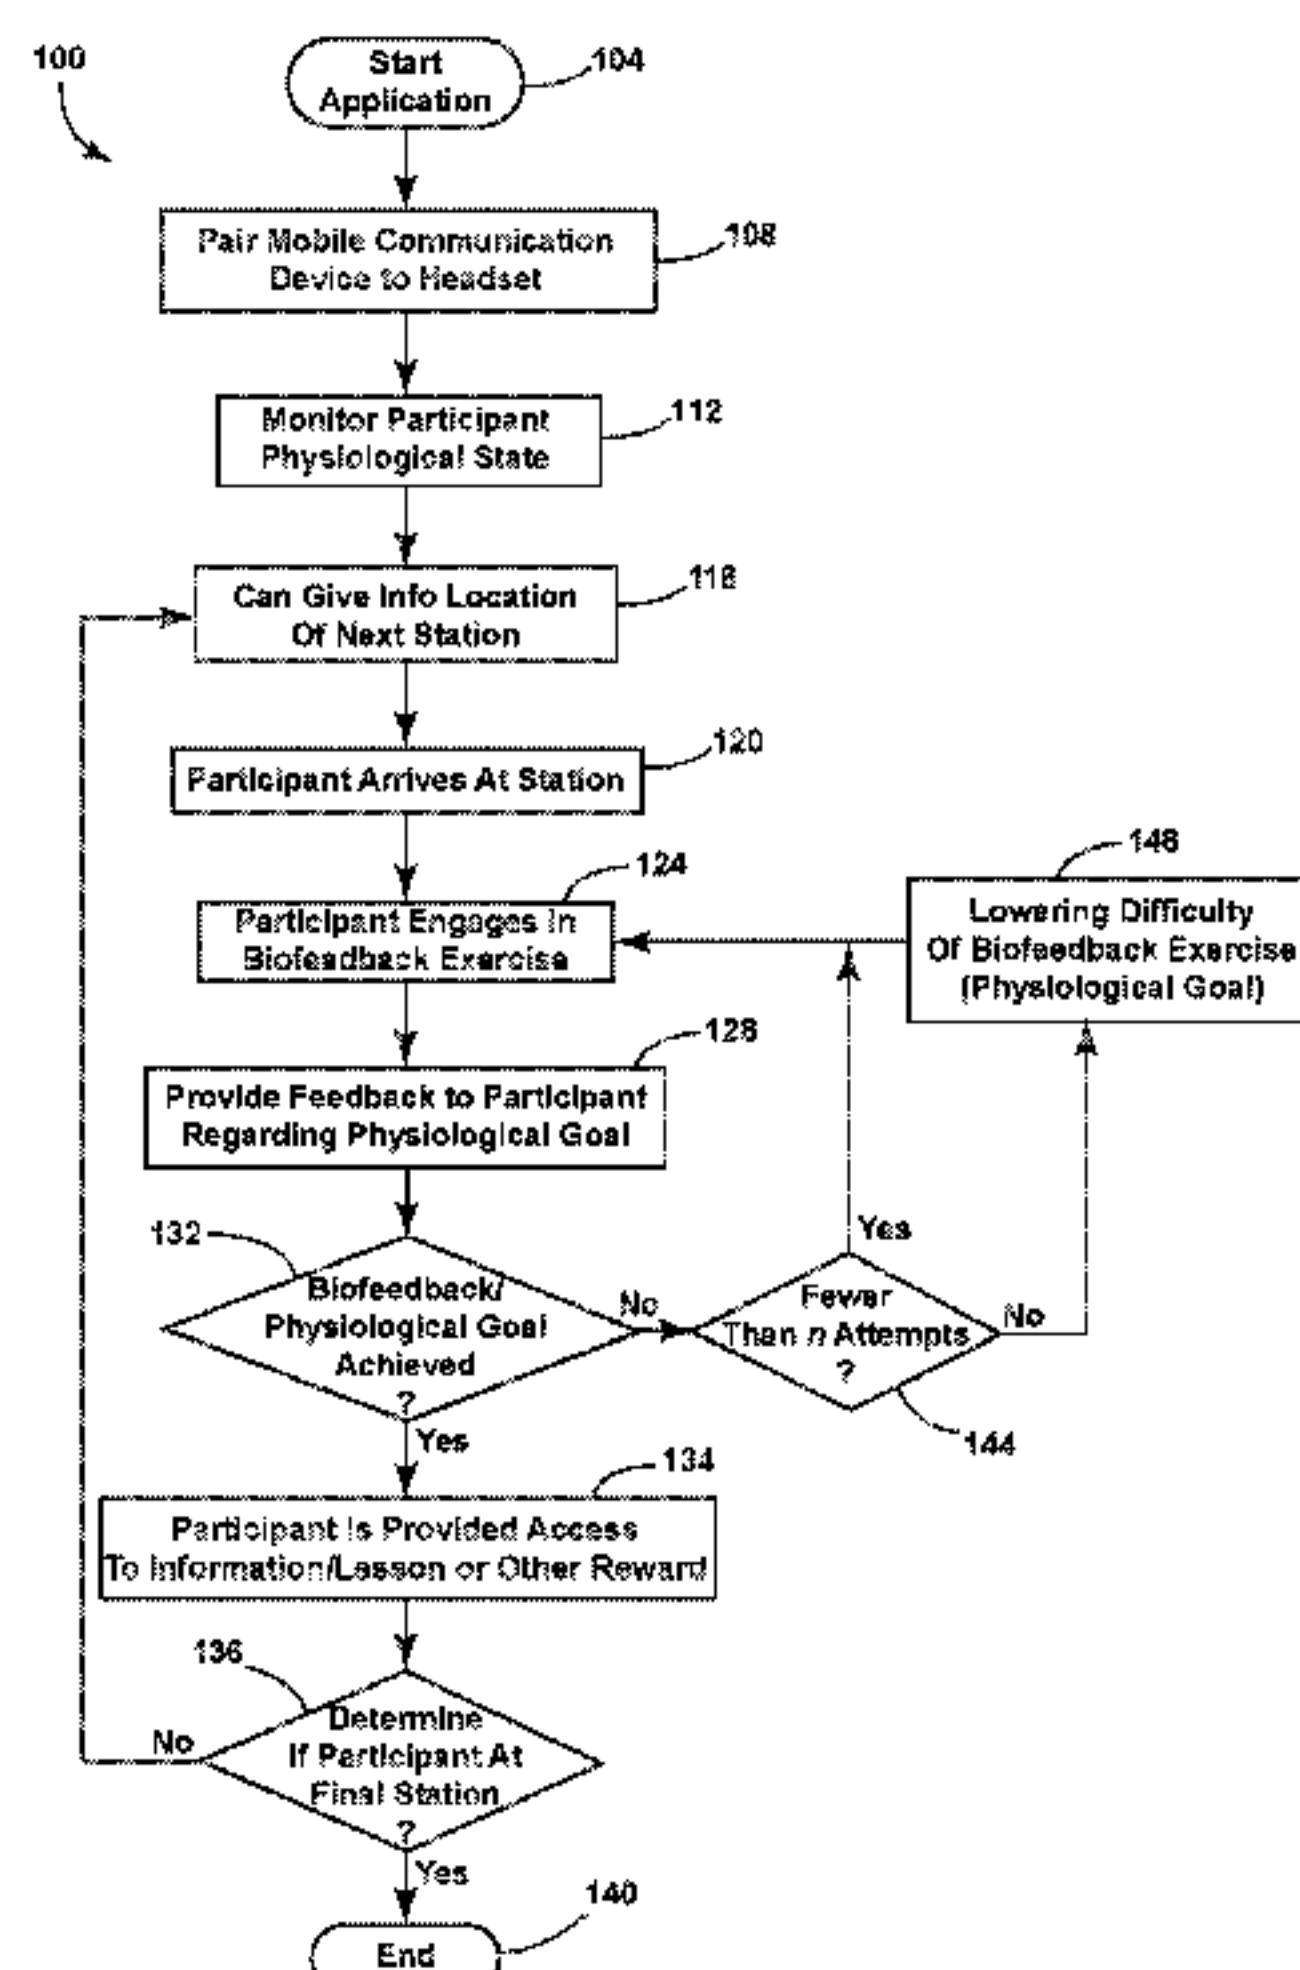 100
Start
Application
104
Pair Mobile Communication
Device to Headset
108
Monitor Participant
Physiological State
112
Can Give Info Location
Of Next Station
116
Participant Arrives At Station
120
Participant Engages In
Biofeedback Exercise
124
Lowering Difficulty
Of Biofeedback Exercise
(Physiological Goal)
148
Provide Feedback to Participant
Regarding Physiological Goal
128
132
Biofeedback/
Physiological Goal
Achieved
?
No
Yes
Fewer
Than n Attempts
?
Yes
No
144
134
Participant Is Provided Access
To Information/Lesson or Other Reward
136
Determine
If Participant At
Final Station
?
No
Yes
140
End